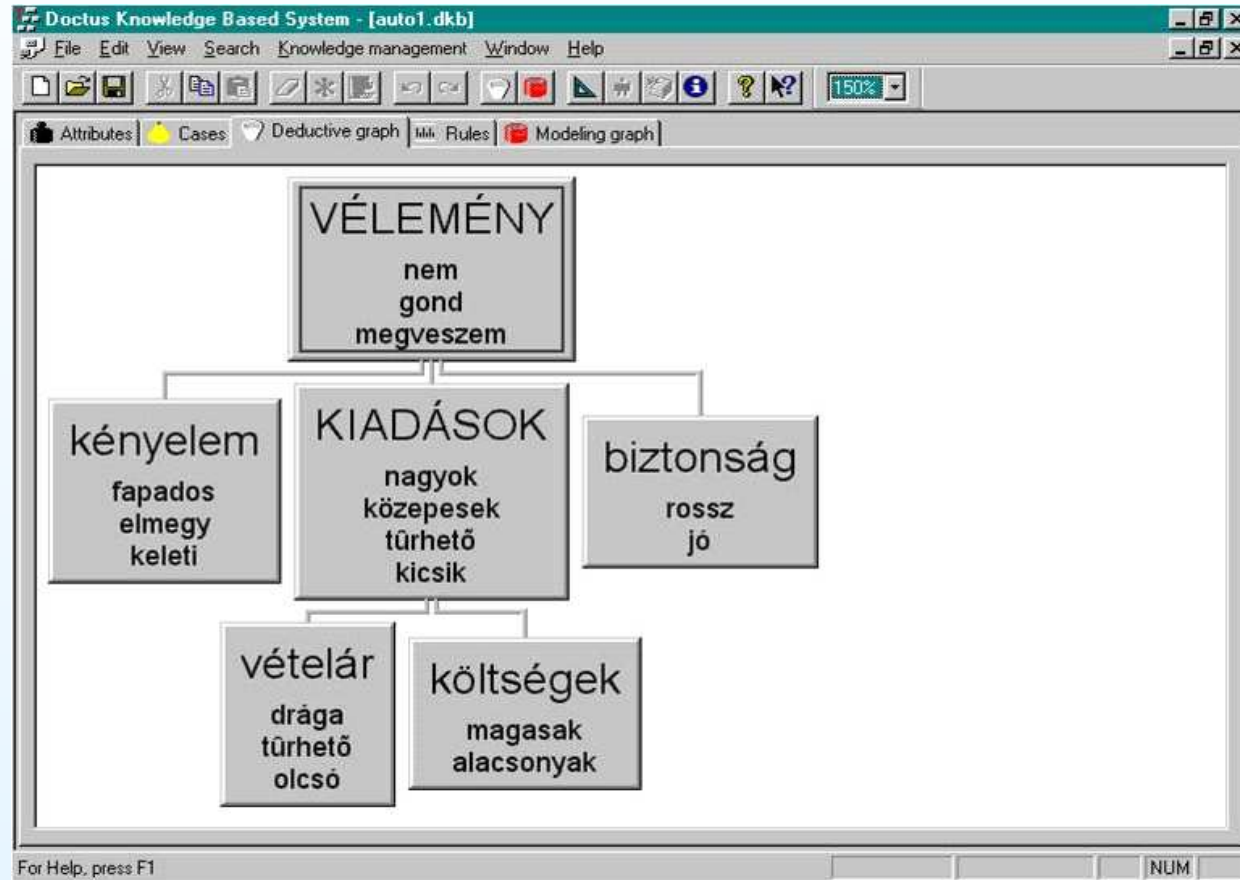 Doctus Knowledge Based System - [auto1.dkb]
File Edit View Search Knowledge management Window Help
150%
Attributes Cases Deductive graph Rules Modeling graph
VÉLEMÉNY
nem
gond
megveszem
kényelem
fapados
elmegy
keleti
KIADÁSOK
nagyok
közepesek
tûrhető
kicsik
biztonság
rossz
jó
vételár
drága
tûrhetõ
olcsó
költségek
magasak
alacsonyak
For Help, press F1
NUM